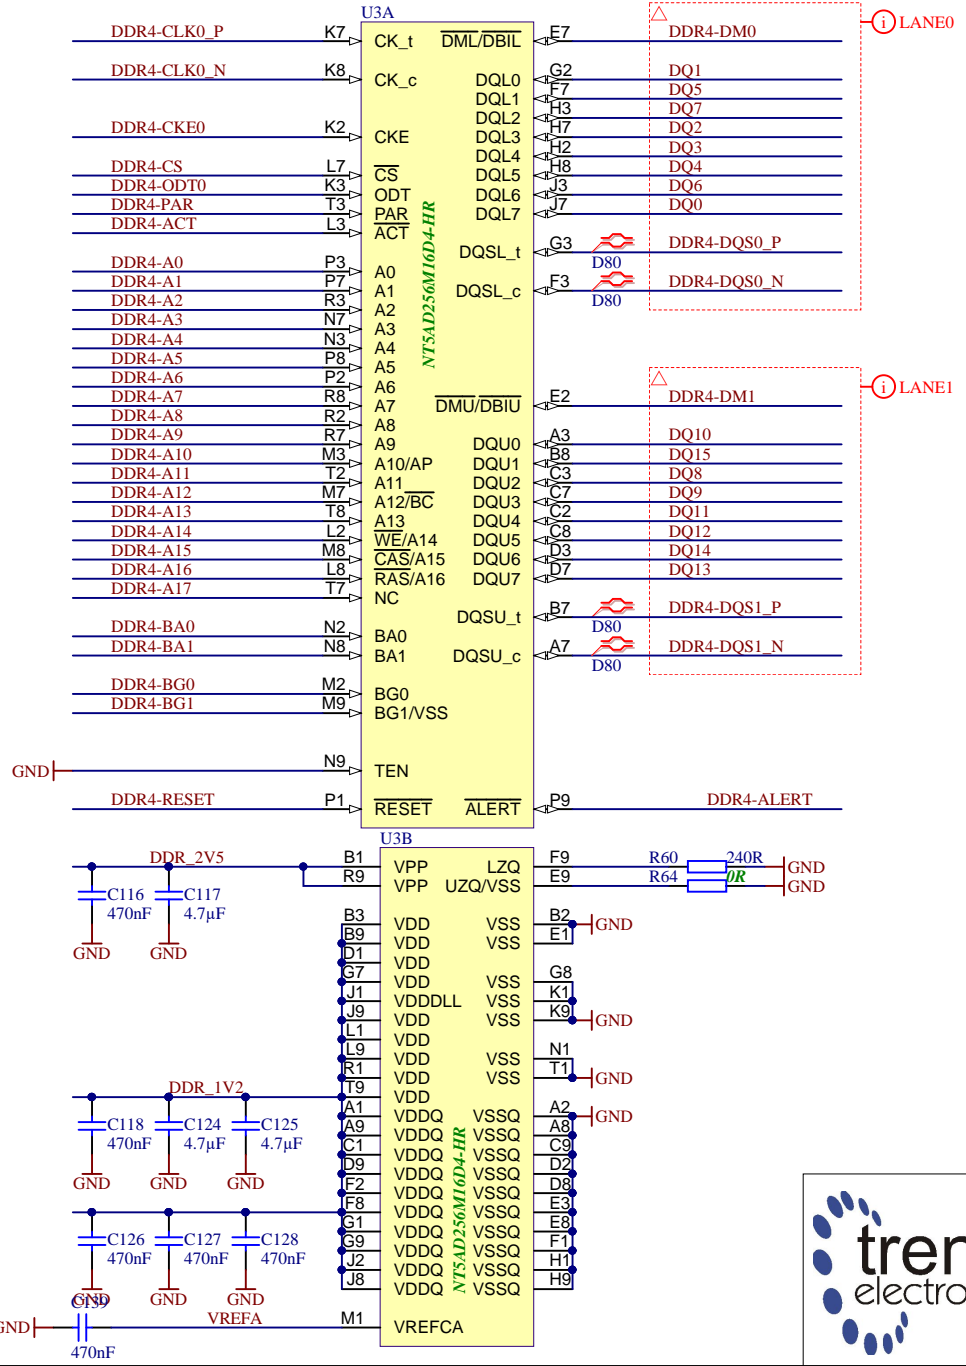 U3A
DDR4-CLK0_P K7 CK_t DML/DBIL E7 DDR4-DM0
i LANE0
DDR4-CLK0_N K8 CK_c DQL0 G2 DQ1
DQL1 F7 DQ5
DQL2 H3 DQ7
DDR4-CKE0 K2 CKE DQL3 H7 DQ2
DQL4 H2 DQ3
DDR4-CS L7 CS DQL5 H8 DQ4
DDR4-ODT0 K3 ODT DQL6 J3 DQ6
DDR4-PAR T3 PAR DQL7 J7 DQ0
DDR4-ACT L3 ACT
DQSL_t G3 DDR4-DQS0_P
D80
DDR4-A0 P3 A0
DDR4-A1 P7 A1 DQSL_c F3 DDR4-DQS0_N
D80
DDR4-A2 R3 A2
DDR4-A3 N7 A3
NT5AD256M16D4-HR
DDR4-A4 N3 A4
DDR4-A5 P8 A5
DDR4-A6 P2 A6
i LANE1
DDR4-A7 R8 A7 DMU/DBIU E2 DDR4-DM1
DDR4-A8 R2 A8
DDR4-A9 R7 A9 DQU0 A3 DQ10
DDR4-A10 M3 A10/AP DQU1 B8 DQ15
DDR4-A11 T2 A11 DQU2 C3 DQ8
DDR4-A12 M7 A12/BC DQU3 C7 DQ9
DDR4-A13 T8 A13 DQU4 C2 DQ11
DDR4-A14 L2 WE/A14 DQU5 C8 DQ12
DDR4-A15 M8 CAS/A15 DQU6 D3 DQ14
DDR4-A16 L8 RAS/A16 DQU7 D7 DQ13
DDR4-A17 T7 NC
DQSU_t B7 DDR4-DQS1_P
D80
DDR4-BA0 N2 BA0
DDR4-BA1 N8 BA1 DQSU_c A7 DDR4-DQS1_N
D80
DDR4-BG0 M2 BG0
DDR4-BG1 M9 BG1/VSS
GND N9 TEN
DDR4-RESET P1 RESET ALERT P9 DDR4-ALERT
U3B
DDR_2V5 B1 VPP LZQ F9 R60 240R GND
R9 VPP UZQ/VSS E9 R64 0R GND
C116 C117
470nF 4.7µF
B3 VDD VSS B2 GND
B9 VDD VSS E1
GND GND
D1 VDD
G7 VDD VSS G8
J1 VDDDLL VSS K1
J9 VDD VSS K9 GND
L1 VDD
L9 VDD VSS N1
R1 VDD VSS T1 GND
DDR_1V2 T9 VDD
A1 VDDQ VSSQ A2 GND
C118 C124 C125
470nF 4.7µF 4.7µF
A9 VDDQ VSSQ A8
C1 VDDQ VSSQ C9
D9 VDDQ VSSQ D2
GND GND GND
F2 VDDQ VSSQ D8
F8 VDDQ VSSQ E3
G1 VDDQ VSSQ E8
C126 C127 C128
470nF 470nF 470nF
G9 VDDQ VSSQ F1
J2 VDDQ VSSQ H1
J8 VDDQ VSSQ H9
NT5AD256M16D4-HR
GND GND GND
C139
GND VREFA M1 VREFCA
470nF
tren
electro